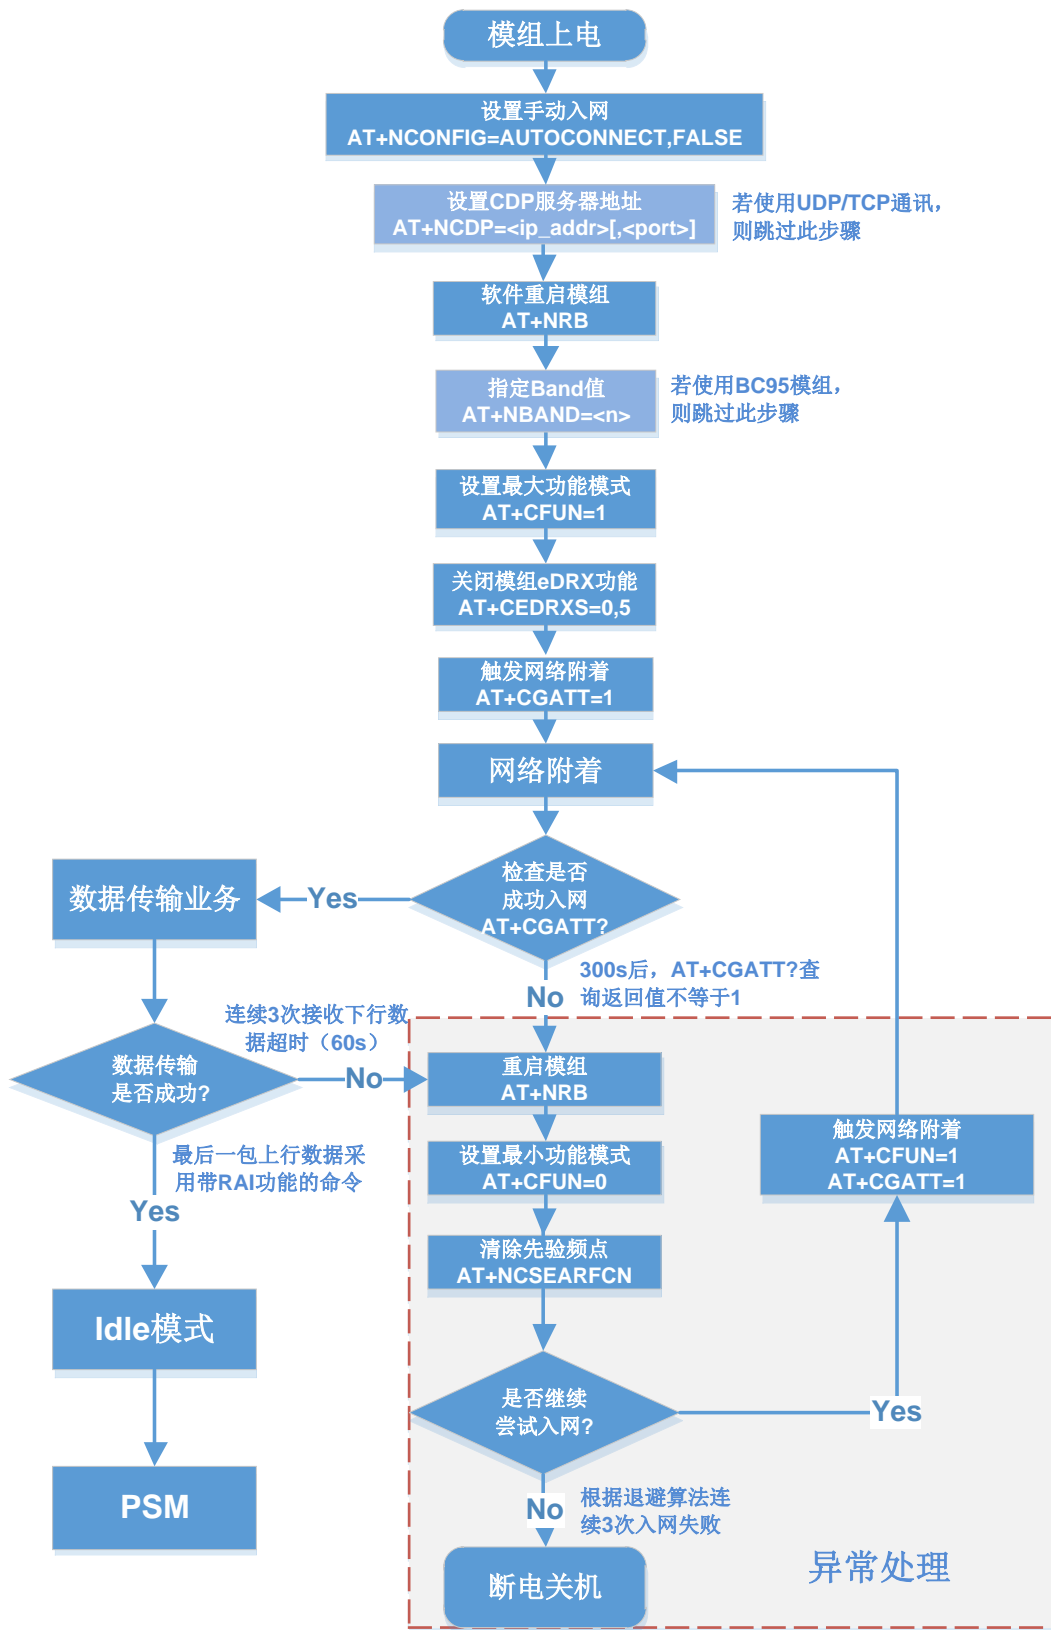 模组上电
设置手动入网
AT+NCONFIG=AUTOCONNECT,FALSE
设置CDP服务器地址
AT+NCDP=<ip_addr>[,<port>]
若使用UDP/TCP通讯，
则跳过此步骤
软件重启模组
AT+NRB
指定Band值
AT+NBAND=<n>
若使用BC95模组，
则跳过此步骤
设置最大功能模式
AT+CFUN=1
关闭模组eDRX功能
AT+CEDRXS=0,5
触发网络附着
AT+CGATT=1
网络附着
检查是否
成功入网
AT+CGATT?
Yes
数据传输业务
No
300s后，AT+CGATT?查
询返回值不等于1
连续3次接收下行数
据超时（60s）
数据传输
是否成功?
No
重启模组
AT+NRB
最后一包上行数据采
用带RAI功能的命令
Yes
设置最小功能模式
AT+CFUN=0
触发网络附着
AT+CFUN=1
AT+CGATT=1
清除先验频点
AT+NCSEARFCN
Idle模式
是否继续
尝试入网?
Yes
PSM
No
根据退避算法连
续3次入网失败
断电关机
异常处理